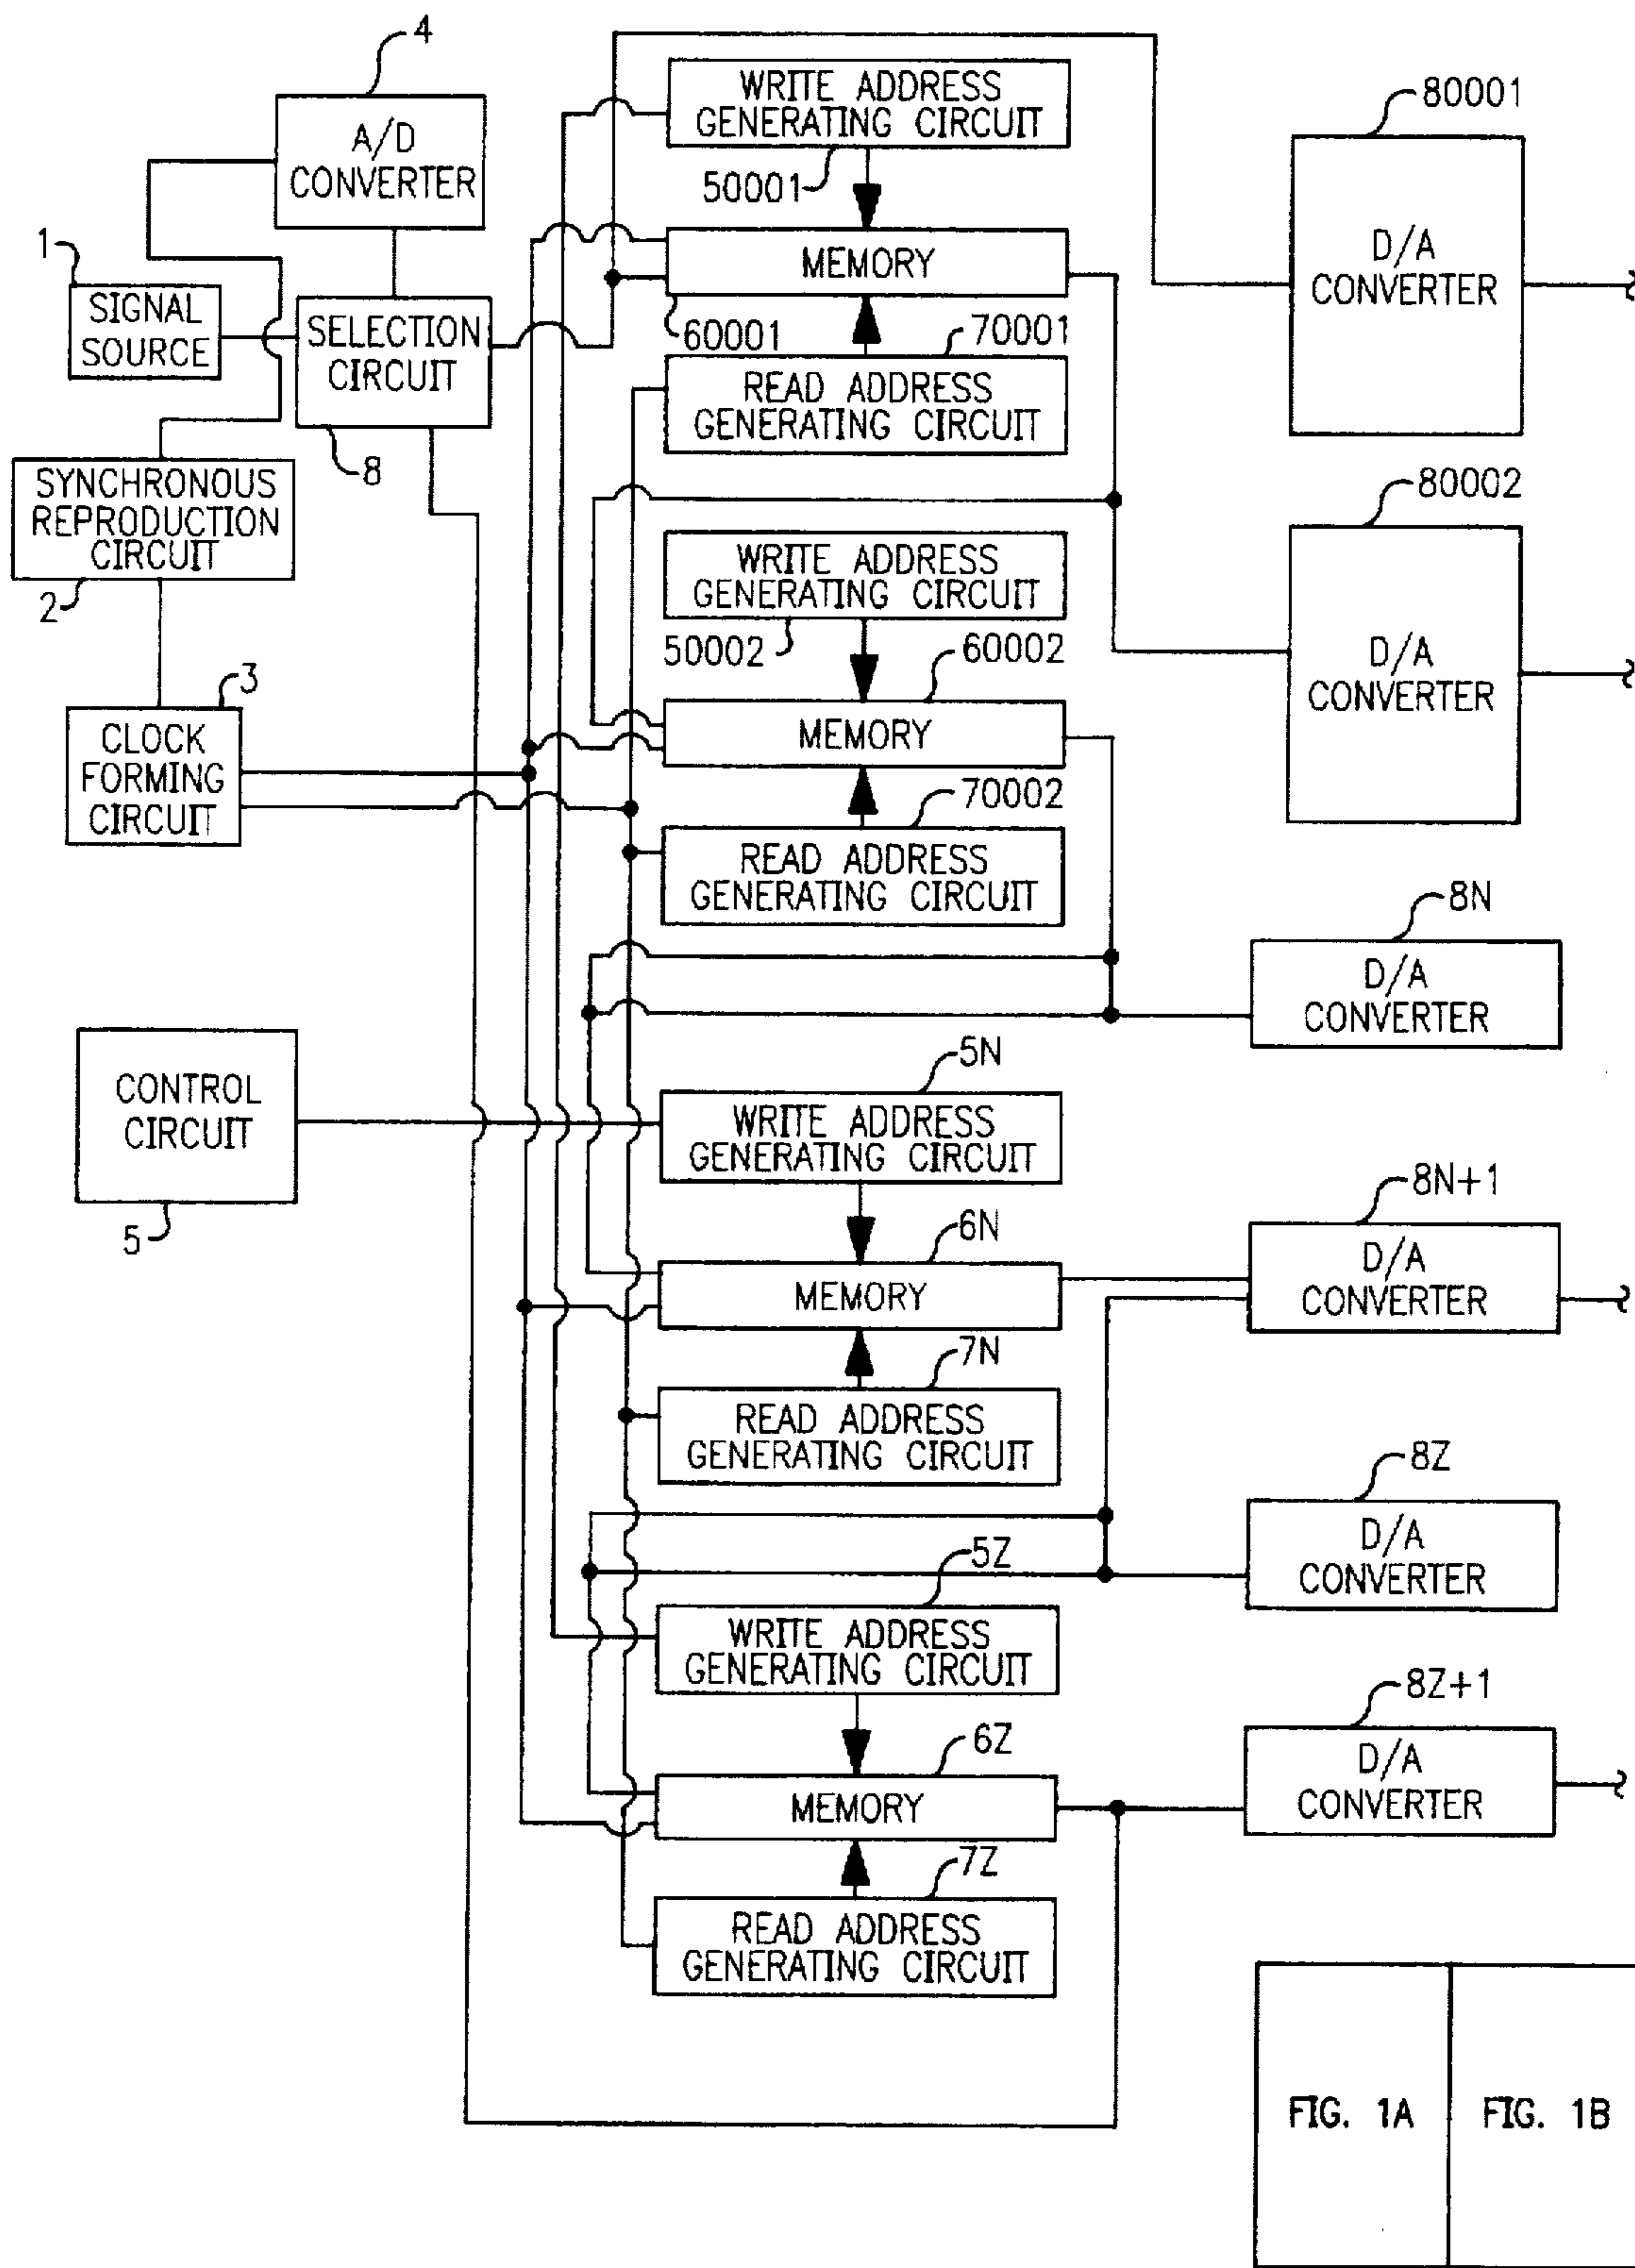 4
A/D
CONVERTER
1
SIGNAL
SOURCE
SELECTION
CIRCUIT
8
SYNCHRONOUS
REPRODUCTION
CIRCUIT
2
3
CLOCK
FORMING
CIRCUIT
CONTROL
CIRCUIT
5
WRITE ADDRESS
GENERATING CIRCUIT
50001
MEMORY
60001
70001
READ ADDRESS
GENERATING CIRCUIT
80001
D/A
CONVERTER
WRITE ADDRESS
GENERATING CIRCUIT
50002
60002
MEMORY
70002
READ ADDRESS
GENERATING CIRCUIT
80002
D/A
CONVERTER
8N
D/A
CONVERTER
5N
WRITE ADDRESS
GENERATING CIRCUIT
6N
MEMORY
7N
READ ADDRESS
GENERATING CIRCUIT
8N+1
D/A
CONVERTER
8Z
D/A
CONVERTER
5Z
WRITE ADDRESS
GENERATING CIRCUIT
6Z
MEMORY
7Z
READ ADDRESS
GENERATING CIRCUIT
8Z+1
D/A
CONVERTER
FIG. 1A
FIG. 1B